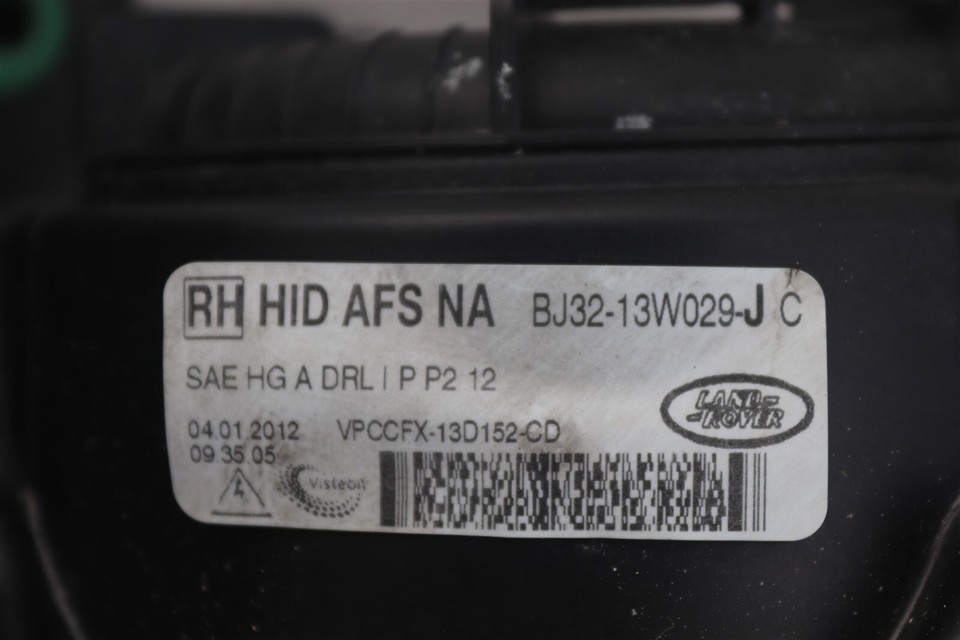 RH HID AFS NA BJ32-13W029-J C
SAE HG A DRL I P P2 12
LAND-
-ROVER
04.01.2012 VPCCFX-13D152-CD
09.35.05
Visteon